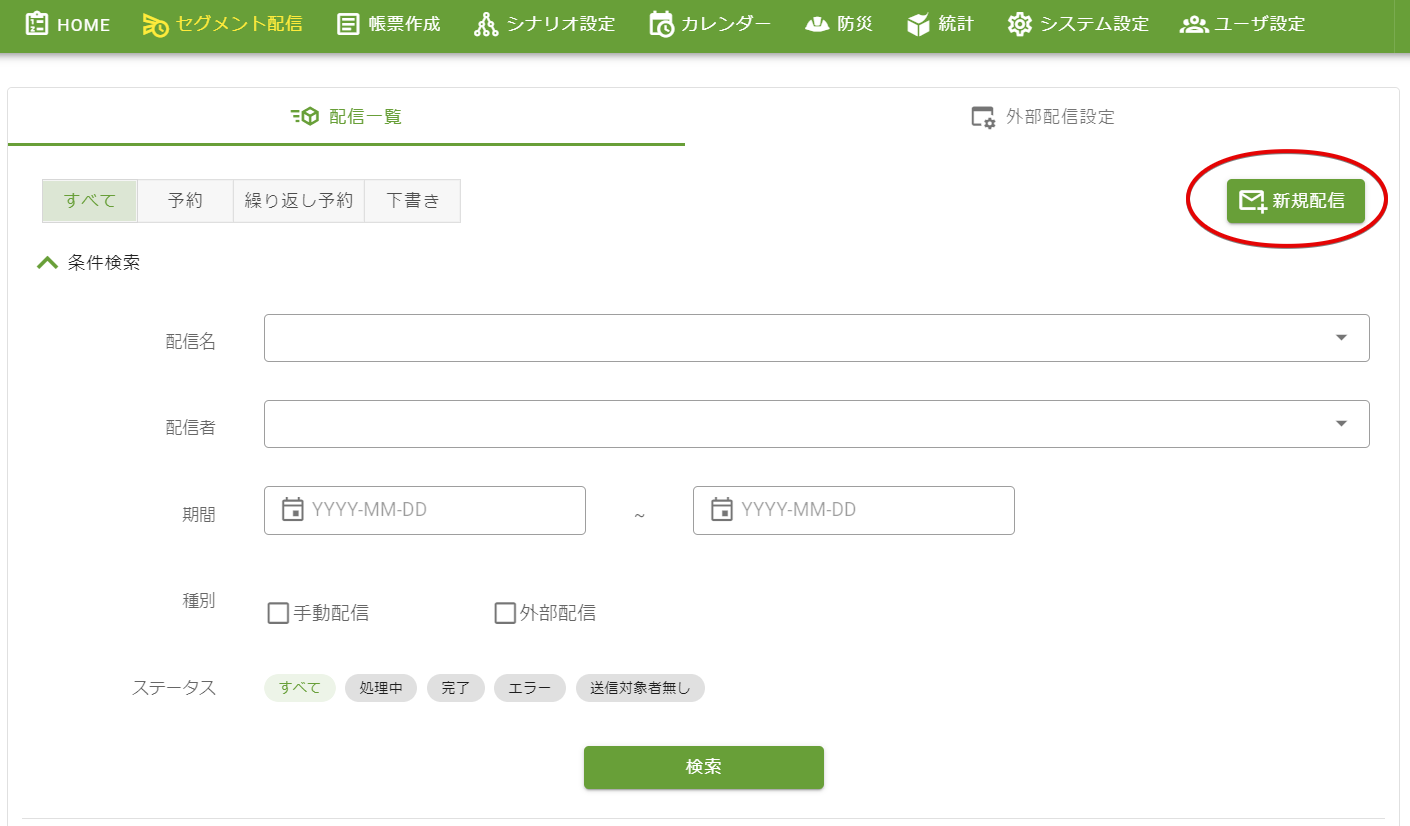 HOME セグメント配信 帳票作成 シナリオ設定 カレンダー 防災 統計 システム設定 ユーザ設定
配信一覧 外部配信設定
すべて 予約 繰り返し予約 下書き 新規配信
条件検索
配信名
配信者
期間 YYYY-MM-DD ~ YYYY-MM-DD
種別 手動配信 外部配信
ステータス すべて 処理中 完了 エラー 送信対象者無し
検索